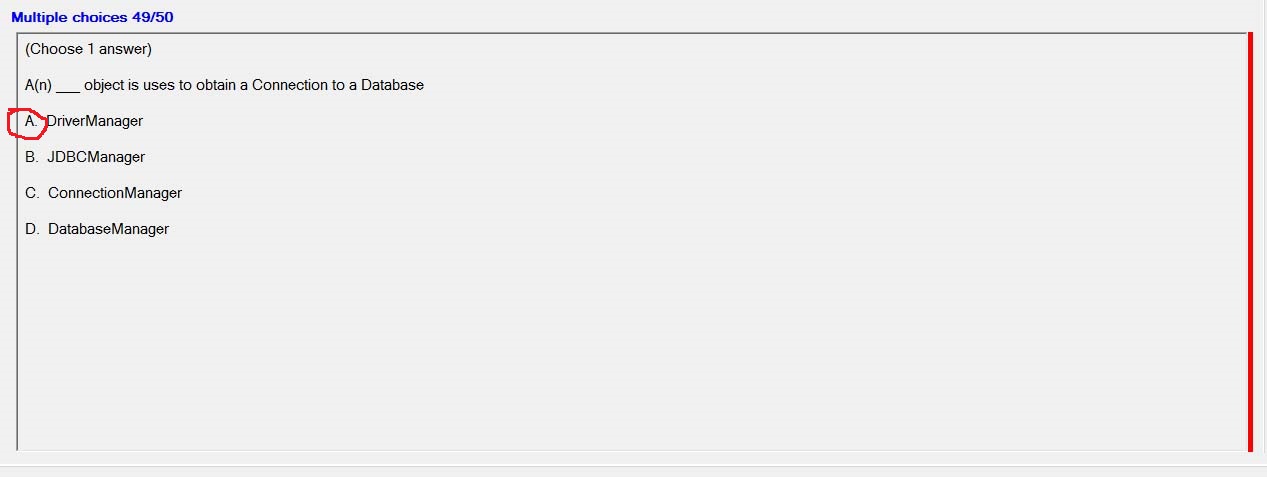 Multiple choices 49/50
(Choose 1 answer)
A(n) ___ object is uses to obtain a Connection to a Database
A. DriverManager
B. JDBCManager
C. ConnectionManager
D. DatabaseManager